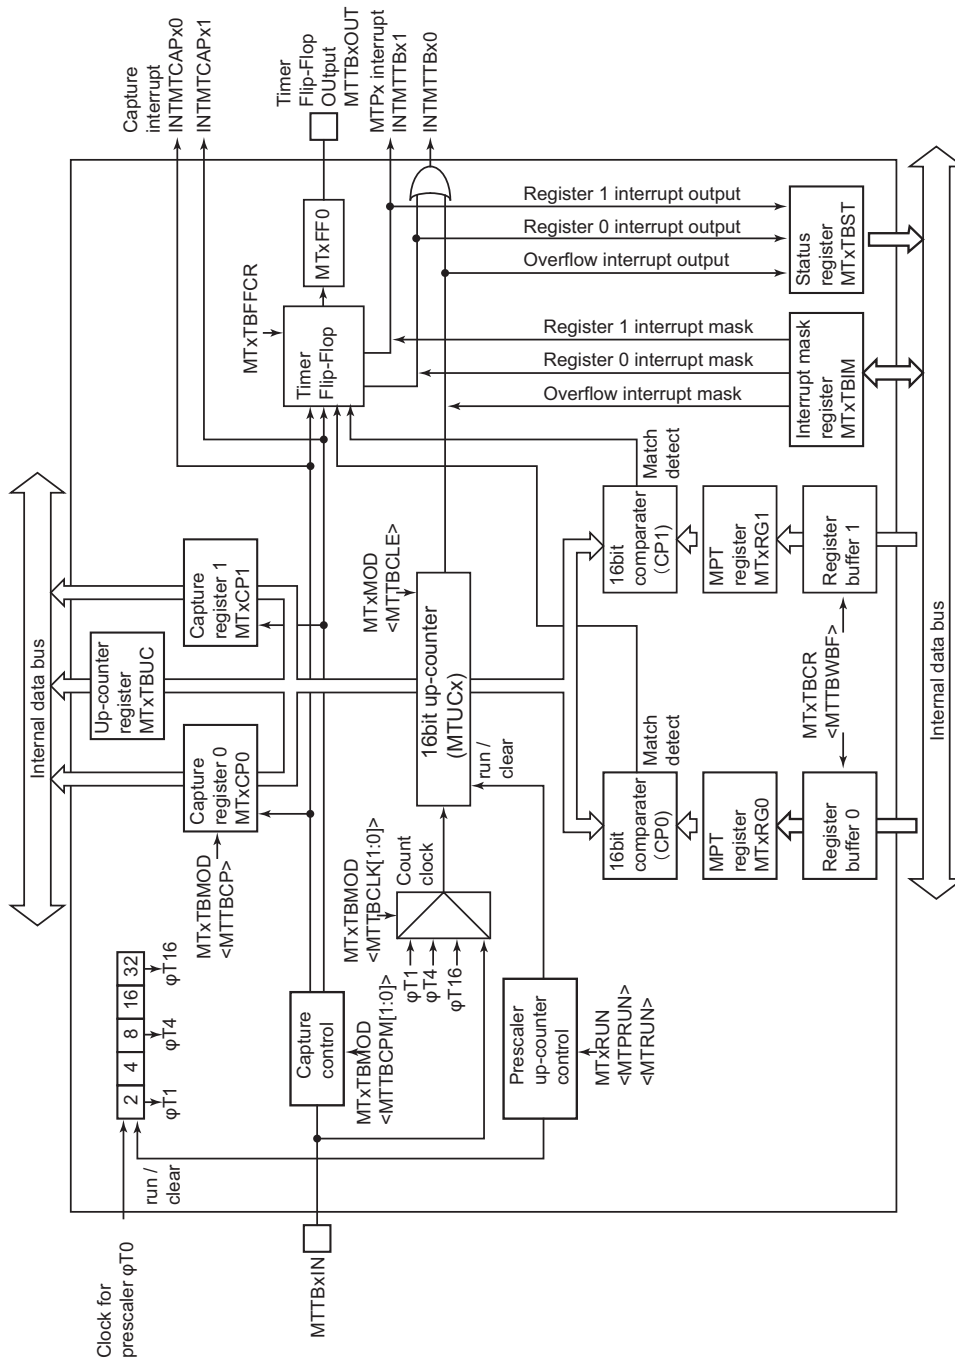 Internal data bus
Clock for
prescaler φT0
run /
clear
2
4
8
16
32
φT1
φT4
φT16
MTxTBMOD
<MTTBCP>
Capture
register 0
MTxCP0
Up-counter
register
MTxTBUC
Capture
register 1
MTxCP1
Capture
interrupt
INTMTCAPx0
INTMTCAPx1
MTTBxIN
Capture
control
MTxTBMOD
<MTTBCPM[1:0]>
MTxTBFFCR
Timer
Flip-Flop
MTxFF0
Timer
Flip-Flop
OUtput
MTTBxOUT
MTPx interrupt
INTMTTBx1
INTMTTBx0
MTxTBMOD
<MTTBCLK[1:0]>
φT1
φT4
φT16
Count
clock
MTxMOD
<MTTBCLE>
16bit up-counter
(MTUCx)
run /
clear
Prescaler
up-counter
control
MTxRUN
<MTPRUN>
<MTRUN>
Register 1 interrupt output
Register 0 interrupt output
Overflow interrupt output
Register 1 interrupt mask
Register 0 interrupt mask
Overflow interrupt mask
Match
detect
Match
detect
16bit
comparater
(CP0)
16bit
comparater
(CP1)
MPT
register
MTxRG0
MPT
register
MTxRG1
Register
buffer 0
MTxTBCR
<MTTBWBF>
Register
buffer 1
Interrupt mask
register
MTxTBIM
Status
register
MTxTBST
Internal data bus